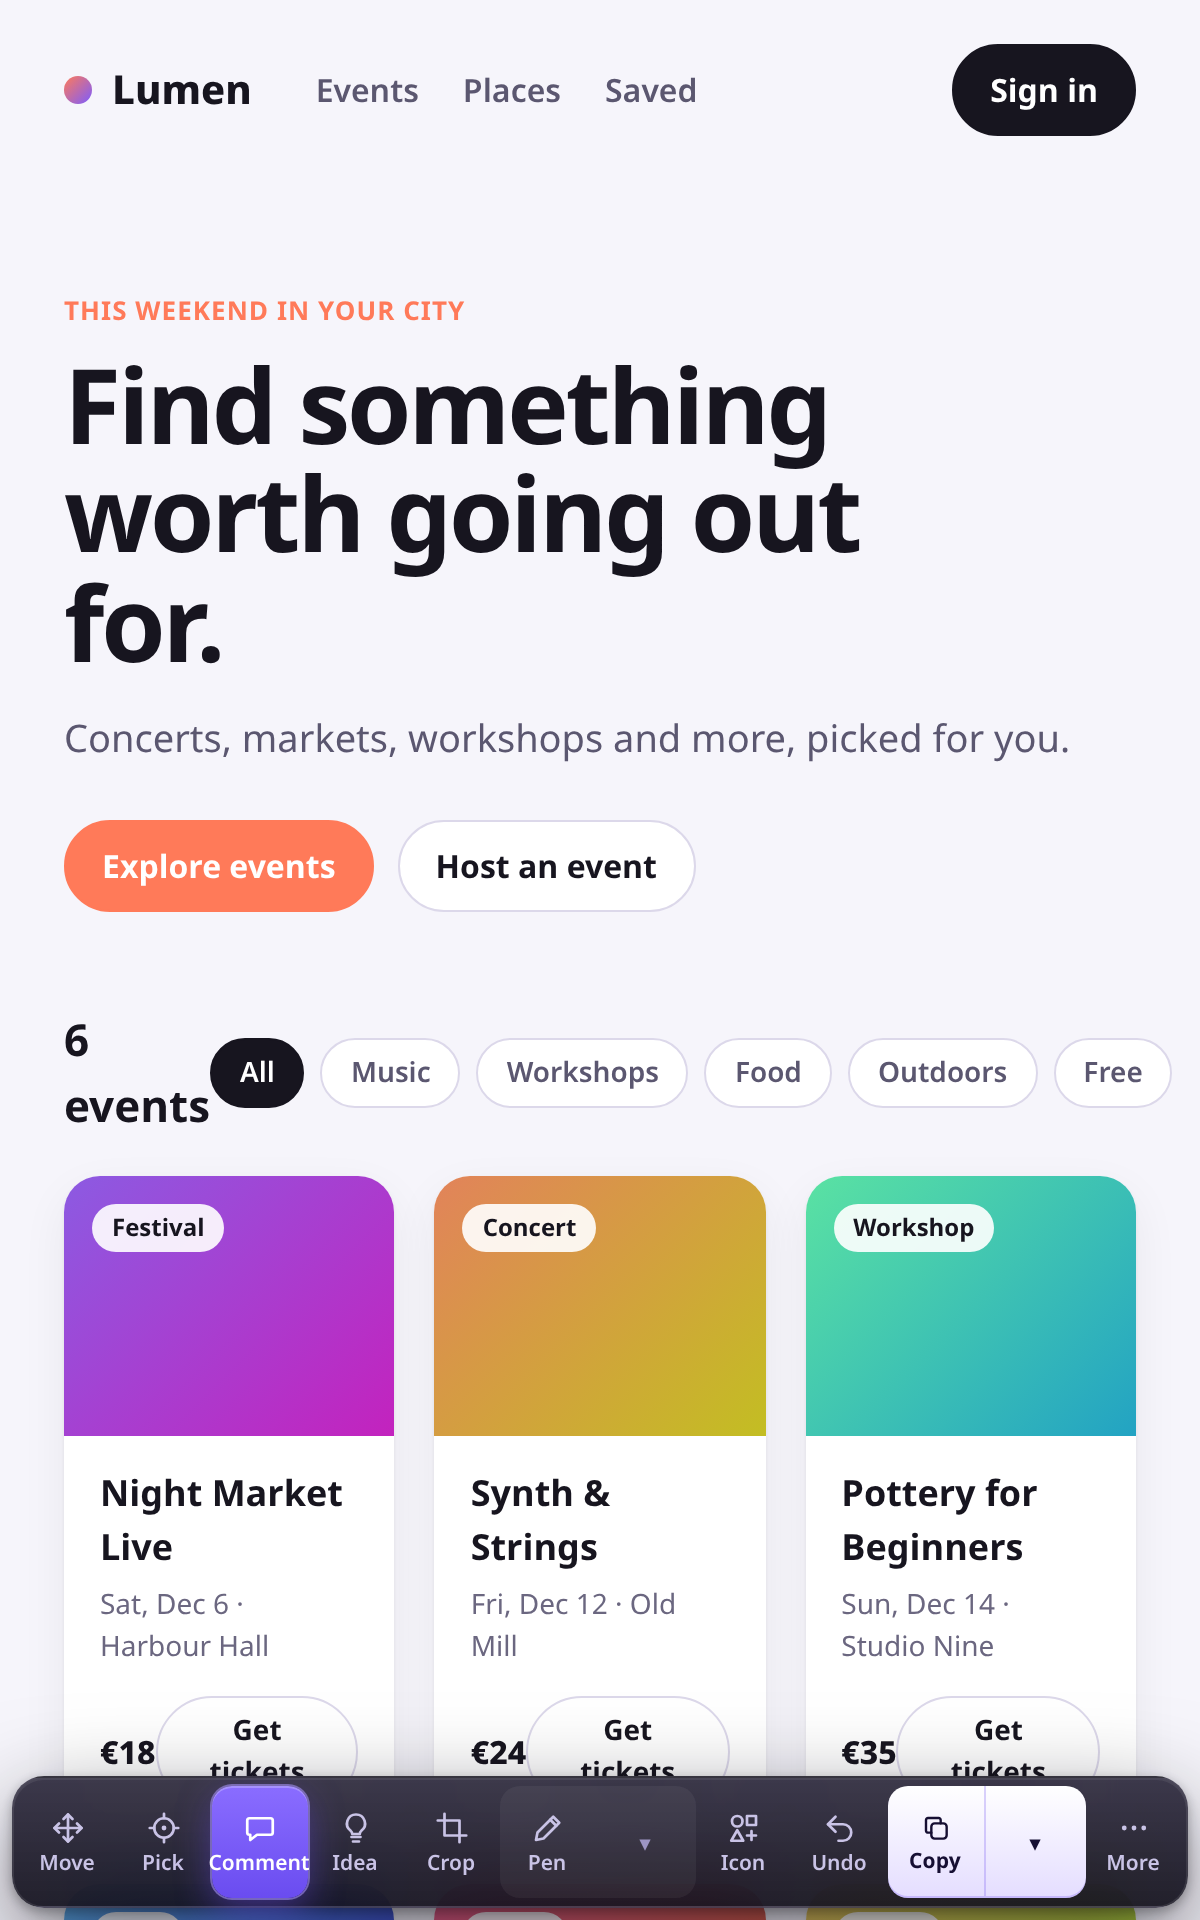 Lumen Events Places Saved Sign in
THIS WEEKEND IN YOUR CITY
Find something
worth going out
for.
Concerts, markets, workshops and more, picked for you.
Explore events Host an event
6
events
All Music Workshops Food Outdoors Free
Festival
Night Market
Live
Sat, Dec 6 ·
Harbour Hall
€18
Get
tickets
Concert
Synth &
Strings
Fri, Dec 12 · Old
Mill
€24
Get
tickets
Workshop
Pottery for
Beginners
Sun, Dec 14 ·
Studio Nine
€35
Get
tickets
Move Pick Comment Idea Crop Pen Icon Undo Copy More